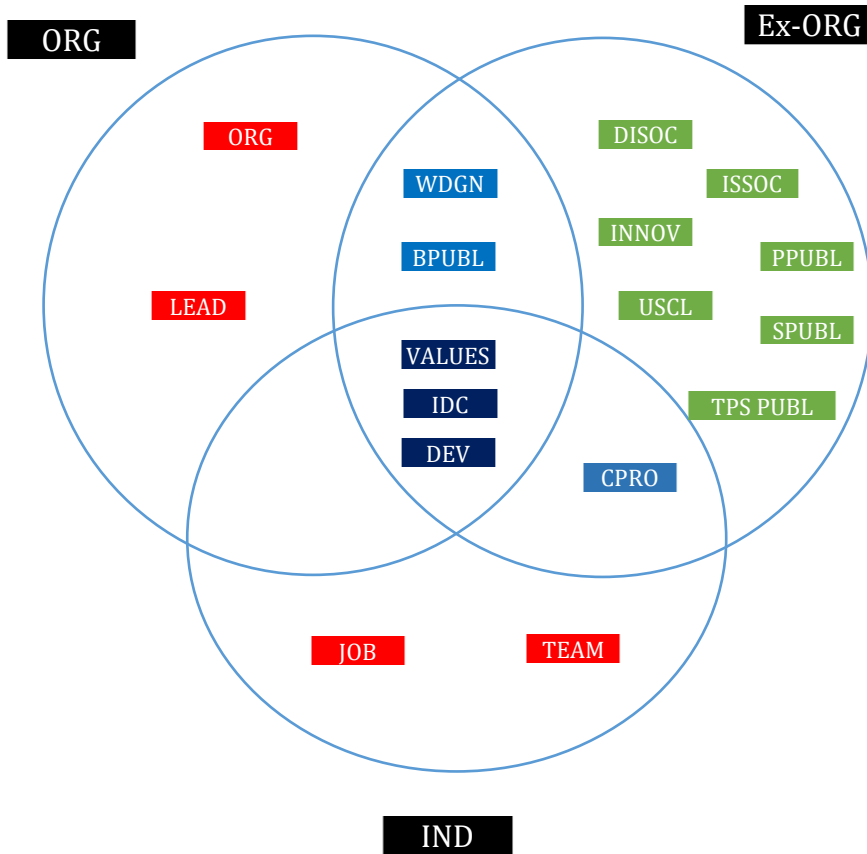 ORG
Ex-ORG
ORG
DISOC
WDGN
ISSOC
INNOV
BPUBL
PPUBL
LEAD
USCL
SPUBL
VALUES
IDC
TPS PUBL
DEV
CPRO
JOB
TEAM
IND